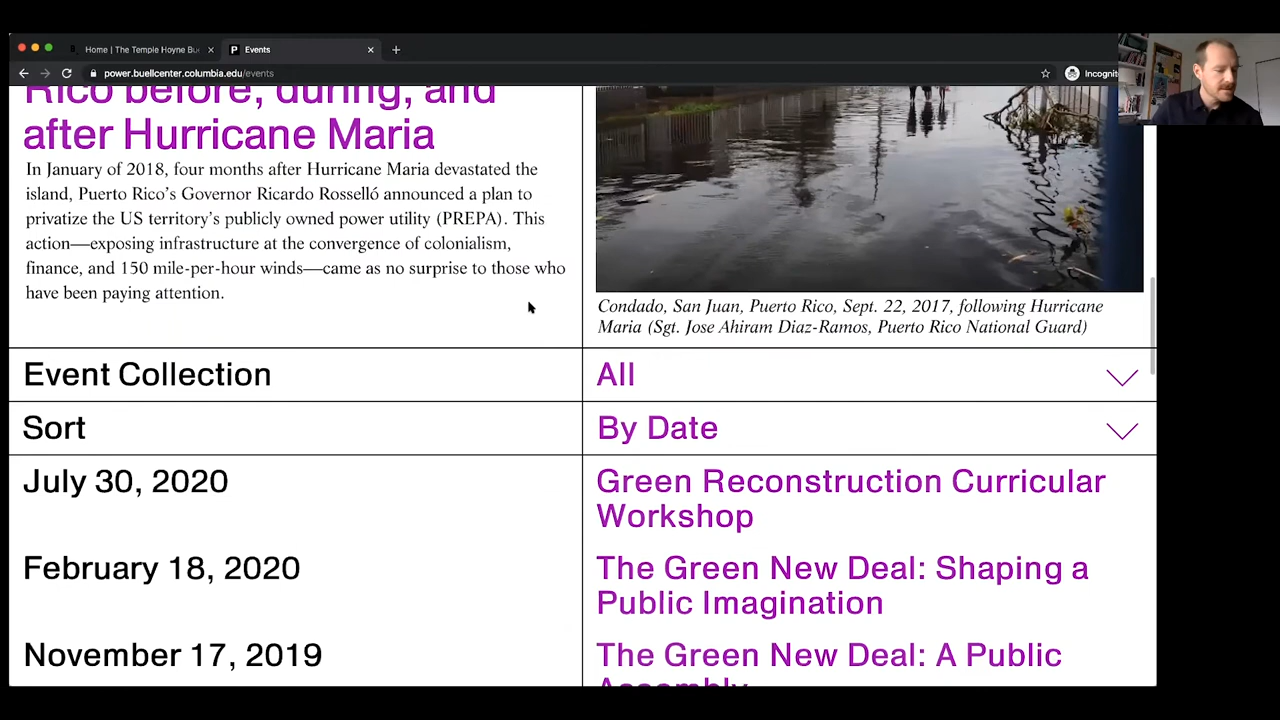 Home | The Temple Hoyne Bu
P Events
power.buellcenter.columbia.edu/events
Incognit
Rico before, during, and
after Hurricane Maria
In January of 2018, four months after Hurricane Maria devastated the
island, Puerto Rico’s Governor Ricardo Rosselló announced a plan to
privatize the US territory’s publicly owned power utility (PREPA). This
action—exposing infrastructure at the convergence of colonialism,
finance, and 150 mile-per-hour winds—came as no surprise to those who
have been paying attention.
Condado, San Juan, Puerto Rico, Sept. 22, 2017, following Hurricane
Maria (Sgt. Jose Ahiram Diaz-Ramos, Puerto Rico National Guard)
Event Collection
All
Sort
By Date
July 30, 2020
Green Reconstruction Curricular
Workshop
February 18, 2020
The Green New Deal: Shaping a
Public Imagination
November 17, 2019
The Green New Deal: A Public
Assembly